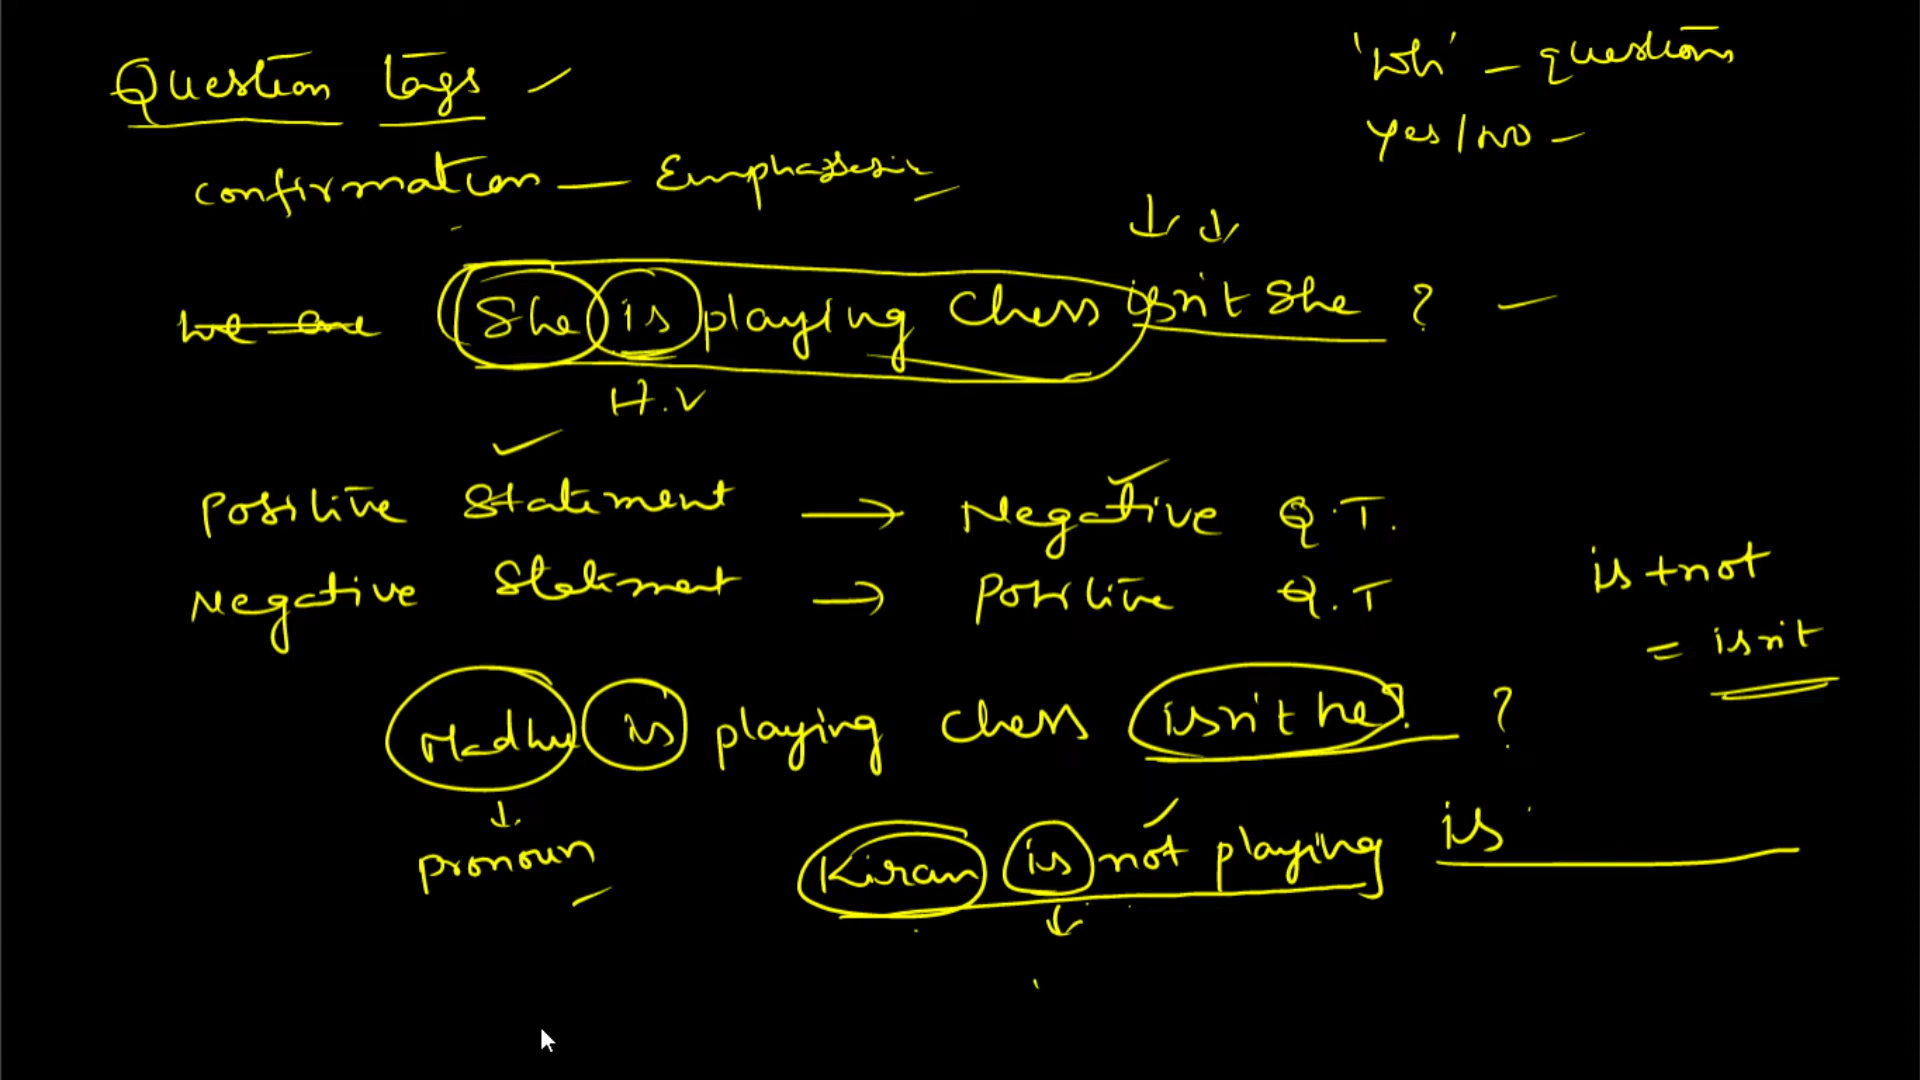 Question tags
'Wh' - questions
Yes / NO -
confirmation —
we are
She is playing Chess isn't She ?
H.V
Positive Statement → Negative Q.T.
Negative Statement → Positive Q.T
is + not
= isn't
Madhu is playing chess isn't he ?
pronoun
Kiran is not playing is